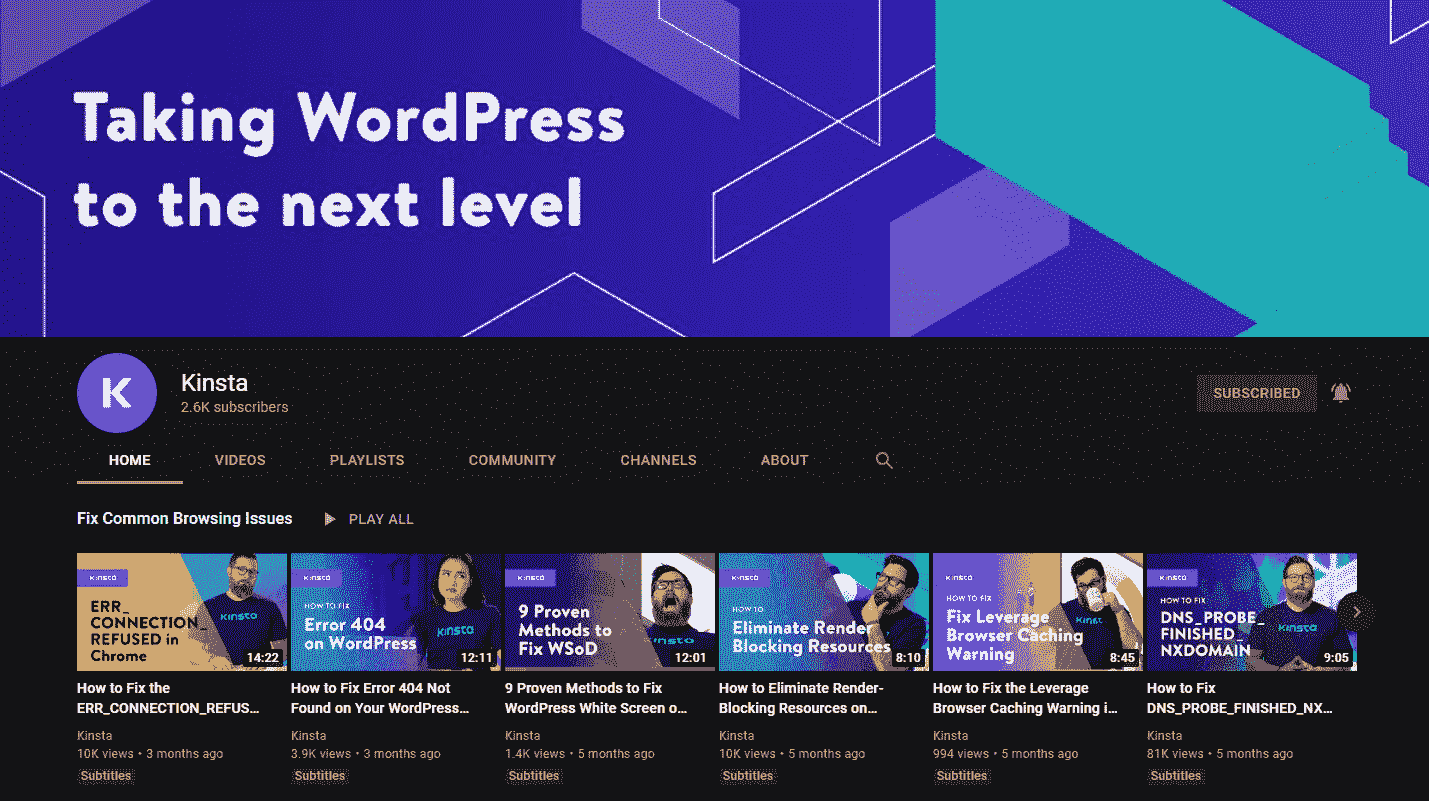 Taking WordPress
to the next level
K
Kinsta
2.6K subscribers
SUBSCRIBED
HOME
VIDEOS
PLAYLISTS
COMMUNITY
CHANNELS
ABOUT
Fix Common Browsing Issues
PLAY ALL
KINSTA
ERR_
CONNECTION_
REFUSED in
Chrome
KINSTA
14:22
KINSTA
HOW TO FIX
Error 404
on WordPress
KINSTA
12:11
KINSTA
9 Proven
Methods to
Fix WSoD
KINSTA
12:01
KINSTA
HOW TO
Eliminate Render
Blocking Resources
8:10
KINSTA
HOW TO FIX
Fix Leverage
Browser Caching
Warning
8:45
KINSTA
HOW TO FIX
DNS_PROBE_
FINISHED_
NXDOMAIN
KINSTA
9:05
How to Fix the
ERR_CONNECTION_REFUS...
Kinsta
10K views • 3 months ago
Subtitles
How to Fix Error 404 Not
Found on Your WordPress...
Kinsta
3.9K views • 3 months ago
Subtitles
9 Proven Methods to Fix
WordPress White Screen o...
Kinsta
1.4K views • 5 months ago
Subtitles
How to Eliminate Render-
Blocking Resources on...
Kinsta
10K views • 5 months ago
Subtitles
How to Fix the Leverage
Browser Caching Warning i...
Kinsta
994 views • 5 months ago
Subtitles
How to Fix
DNS_PROBE_FINISHED_NX...
Kinsta
81K views • 5 months ago
Subtitles